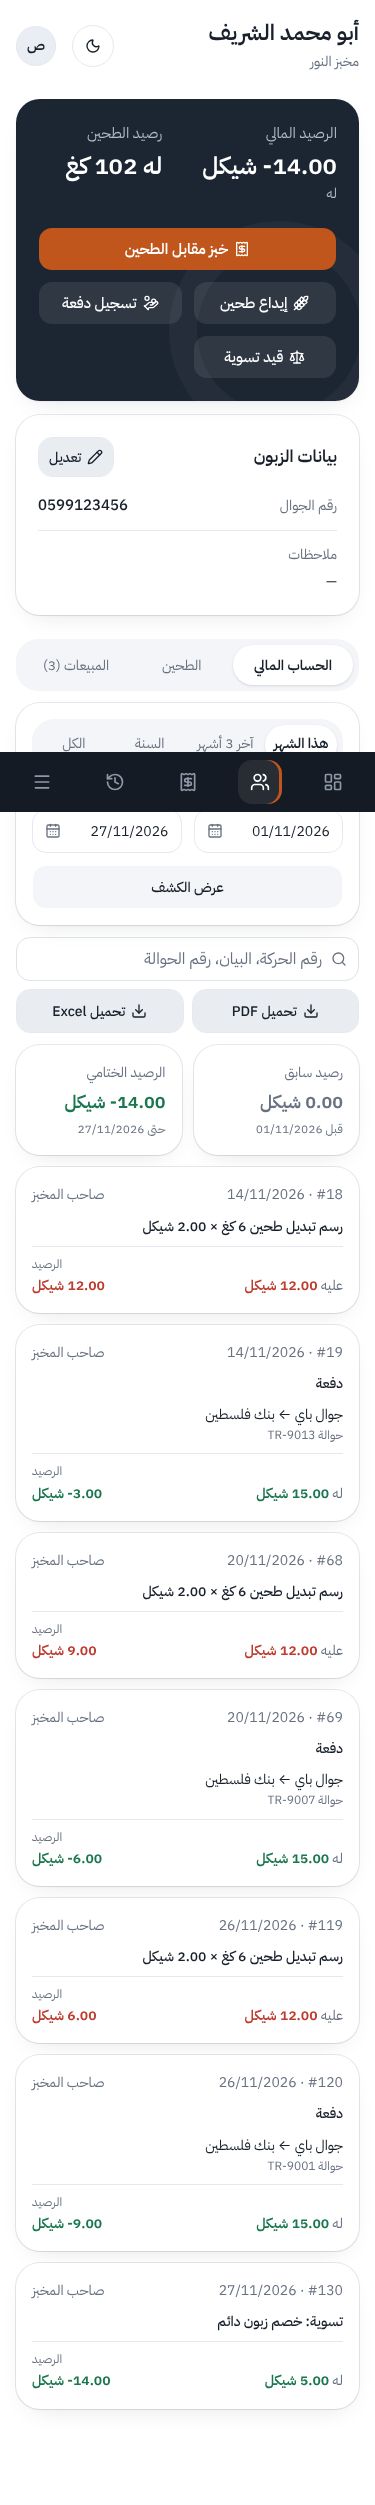 أبو محمد الشريف
مخبز النور
ص
الرصيد المالي
14.00- شيكل
له
رصيد الطحين
له 102 كغ
خبز مقابل الطحين
إيداع طحين
تسجيل دفعة
قيد تسوية
بيانات الزبون
تعديل
رقم الجوال
0599123456
ملاحظات
—
الحساب المالي
الطحين
المبيعات (3)
هذا الشهر
آخر 3 أشهر
السنة
الكل
01/11/2026
27/11/2026
عرض الكشف
رقم الحركة، البيان، رقم الحوالة
تحميل PDF
تحميل Excel
رصيد سابق
0.00 شيكل
قبل 01/11/2026
الرصيد الختامي
14.00- شيكل
حتى 27/11/2026
14/11/2026 · #18
صاحب المخبز
رسم تبديل طحين 6 كغ × 2.00 شيكل
الرصيد
عليه 12.00 شيكل
12.00 شيكل
14/11/2026 · #19
صاحب المخبز
دفعة
جوال باي ← بنك فلسطين
حوالة TR-9013
الرصيد
له 15.00 شيكل
3.00- شيكل
20/11/2026 · #68
صاحب المخبز
رسم تبديل طحين 6 كغ × 2.00 شيكل
الرصيد
عليه 12.00 شيكل
9.00 شيكل
20/11/2026 · #69
صاحب المخبز
دفعة
جوال باي ← بنك فلسطين
حوالة TR-9007
الرصيد
له 15.00 شيكل
6.00- شيكل
26/11/2026 · #119
صاحب المخبز
رسم تبديل طحين 6 كغ × 2.00 شيكل
الرصيد
عليه 12.00 شيكل
6.00 شيكل
26/11/2026 · #120
صاحب المخبز
دفعة
جوال باي ← بنك فلسطين
حوالة TR-9001
الرصيد
له 15.00 شيكل
9.00- شيكل
27/11/2026 · #130
صاحب المخبز
تسوية: خصم زبون دائم
الرصيد
له 5.00 شيكل
14.00- شيكل